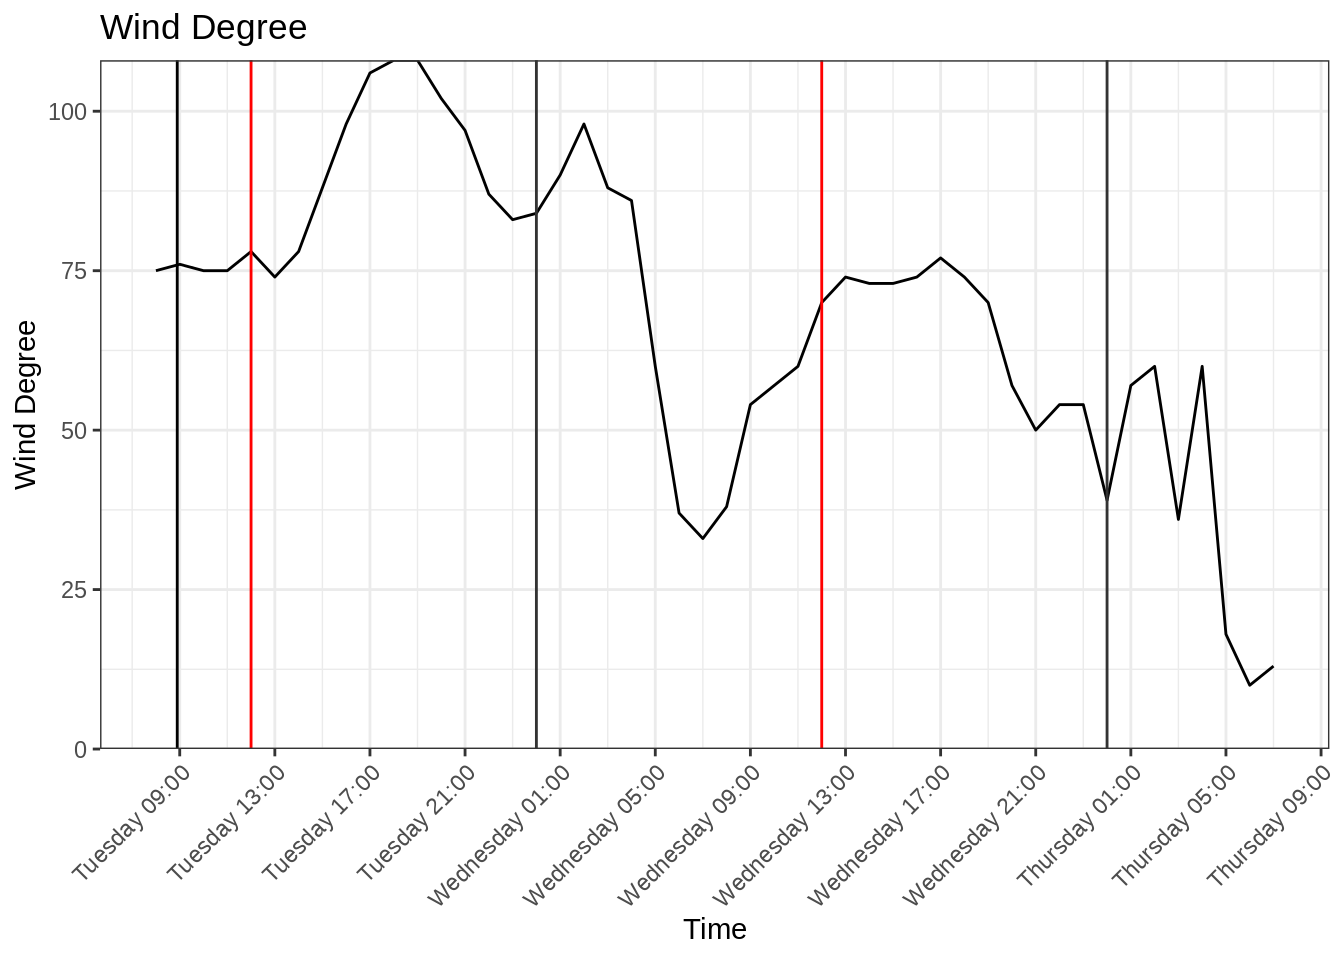 Wind Degree
Wind Degree
100
75
50
25
0
Tuesday 09:00
Tuesday 13:00
Tuesday 17:00
Tuesday 21:00
Wednesday 01:00
Wednesday 05:00
Wednesday 09:00
Wednesday 13:00
Wednesday 17:00
Wednesday 21:00
Thursday 01:00
Thursday 05:00
Thursday 09:00
Time